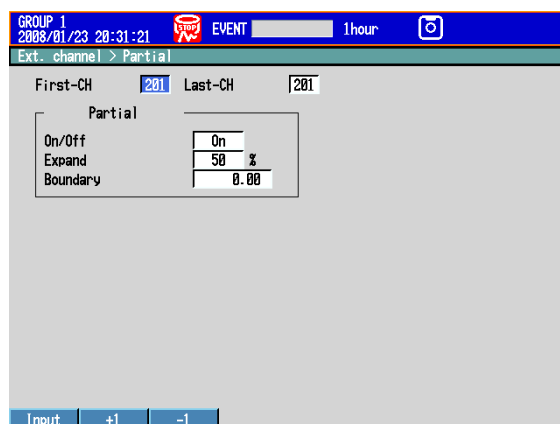 GROUP 1
2008/01/23 20:31:21 STOP EVENT 1hour
Ext. channel > Partial
First-CH 201 Last-CH 201
Partial
On/Off On
Expand 50 %
Boundary 0.00
Input +1 -1